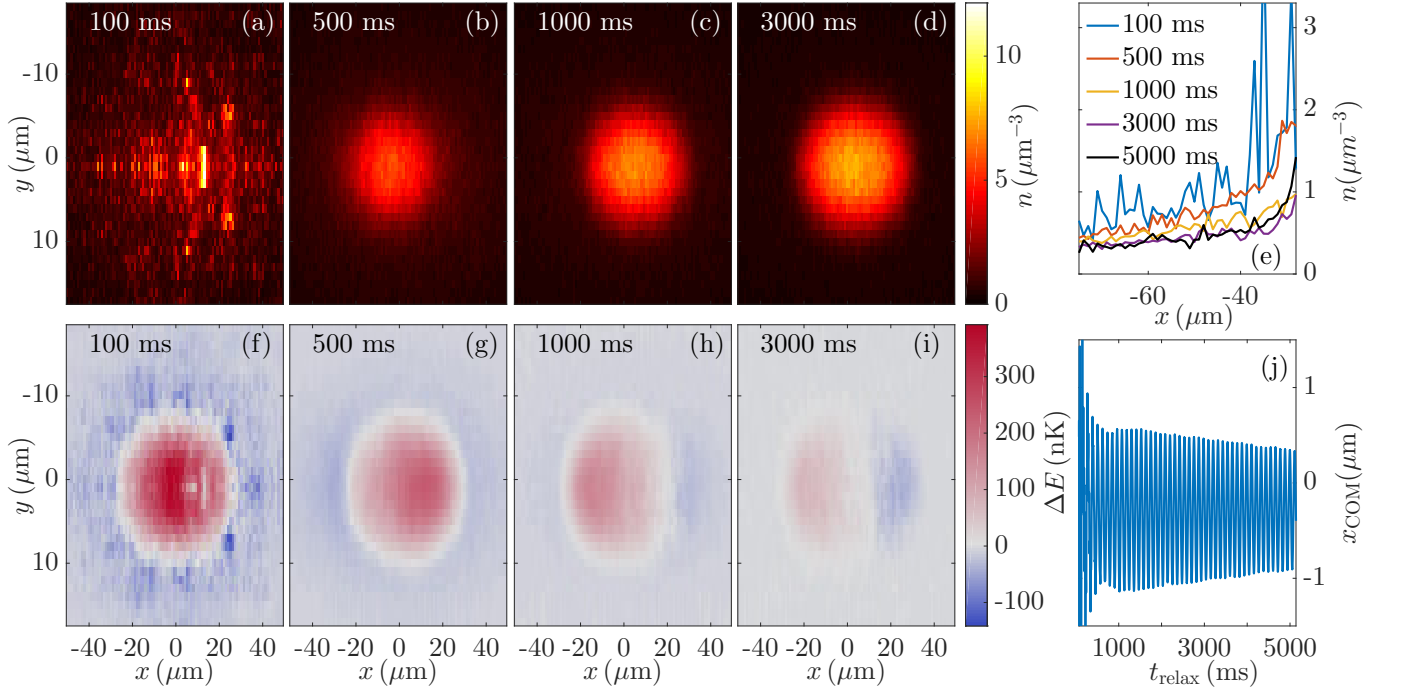 100 ms (a)
500 ms (b)
1000 ms (c)
3000 ms (d)
-10
0
10
y (μm)
10
5
0
n (μm⁻³)
100 ms
500 ms
1000 ms
3000 ms
5000 ms
(e)
3
2
1
0
n(μm⁻³)
-60 -40
x (μm)
100 ms (f)
500 ms (g)
1000 ms (h)
3000 ms (i)
-10
0
10
y (μm)
-40 -20 0 20 40
x (μm)
-40 -20 0 20 40
x (μm)
-40 -20 0 20 40
x (μm)
-40 -20 0 20 40
x (μm)
300
200
100
0
-100
ΔE (nK)
(j)
1
0
-1
x_COM(μm)
1000 3000 5000
t_relax (ms)